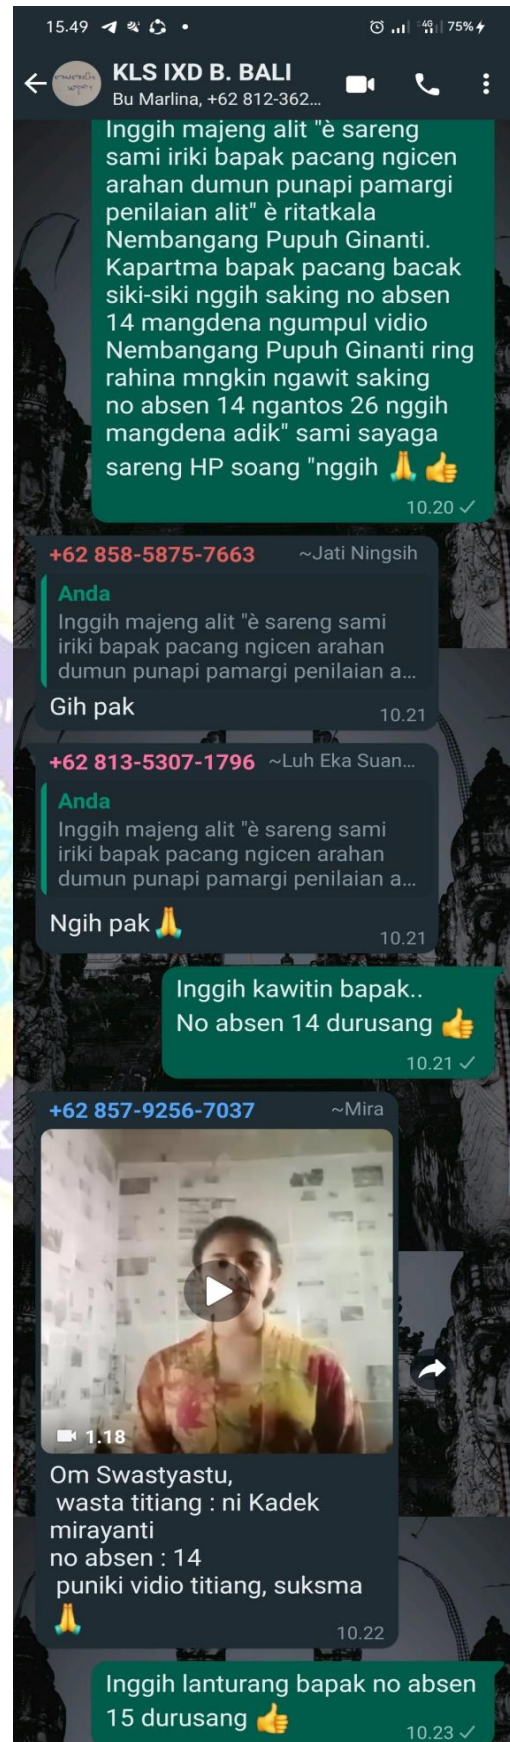 15.49
4G 75%
KLS IXD B. BALI
Bu Marlina, +62 812-362...
Inggih majeng alit "è sareng
sami iriki bapak pacang ngicen
arahan dumun punapi pamargi
penilaian alit" è ritatkala
Nembangang Pupuh Ginanti.
Kapartma bapak pacang bacak
siki-siki nggih saking no absen
14 mangdena ngumpul vidio
Nembangang Pupuh Ginanti ring
rahina mngkin ngawit saking
no absen 14 ngantos 26 nggih
mangdena adik" sami sayaga
sareng HP soang "nggih 🙏 👍
10.20 ✓
+62 858-5875-7663 ~Jati Ningsih
Anda
Inggih majeng alit "è sareng sami
iriki bapak pacang ngicen arahan
dumun punapi pamargi penilaian a...
Gih pak
10.21
+62 813-5307-1796 ~Luh Eka Suan...
Anda
Inggih majeng alit "è sareng sami
iriki bapak pacang ngicen arahan
dumun punapi pamargi penilaian a...
Ngih pak 🙏
10.21
Inggih kawitin bapak..
No absen 14 durusang 👍
10.21 ✓
+62 857-9256-7037 ~Mira
1.18
Om Swastyastu,
wasta titiang : ni Kadek
mirayanti
no absen : 14
puniki vidio titiang, suksma
🙏
10.22
Inggih lanturang bapak no absen
15 durusang 👍
10.23 ✓